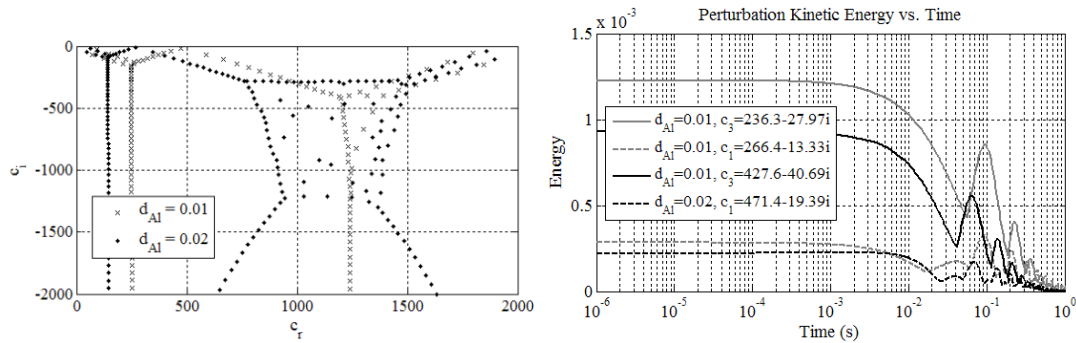 Perturbation Kinetic Energy vs. Time
x 10^-3
0
-500
-1000
-1500
-2000
c_i
d_Al = 0.01
d_Al = 0.02
0 500 1000 1500 2000
c_r
1.5
1
0.5
0
Energy
d_Al=0.01, c_3=236.3-27.97i
d_Al=0.01, c_1=266.4-13.33i
d_Al=0.01, c_3=427.6-40.69i
d_Al=0.02, c_1=471.4-19.39i
10^-6 10^-5 10^-4 10^-3 10^-2 10^-1 10^0
Time (s)